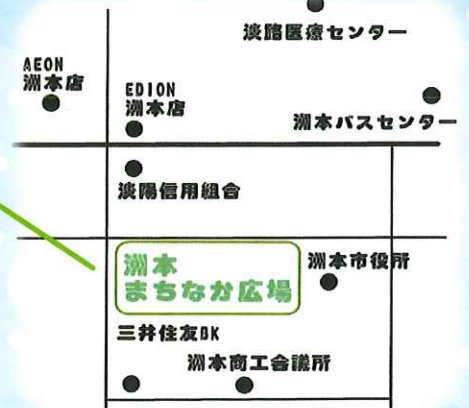 淡路医療センター
AEON
洲本店
EDION
洲本店
洲本バスセンター
淡陽信用組合
洲本
まちなか広場
洲本市役所
三井住友BK
洲本商工会議所